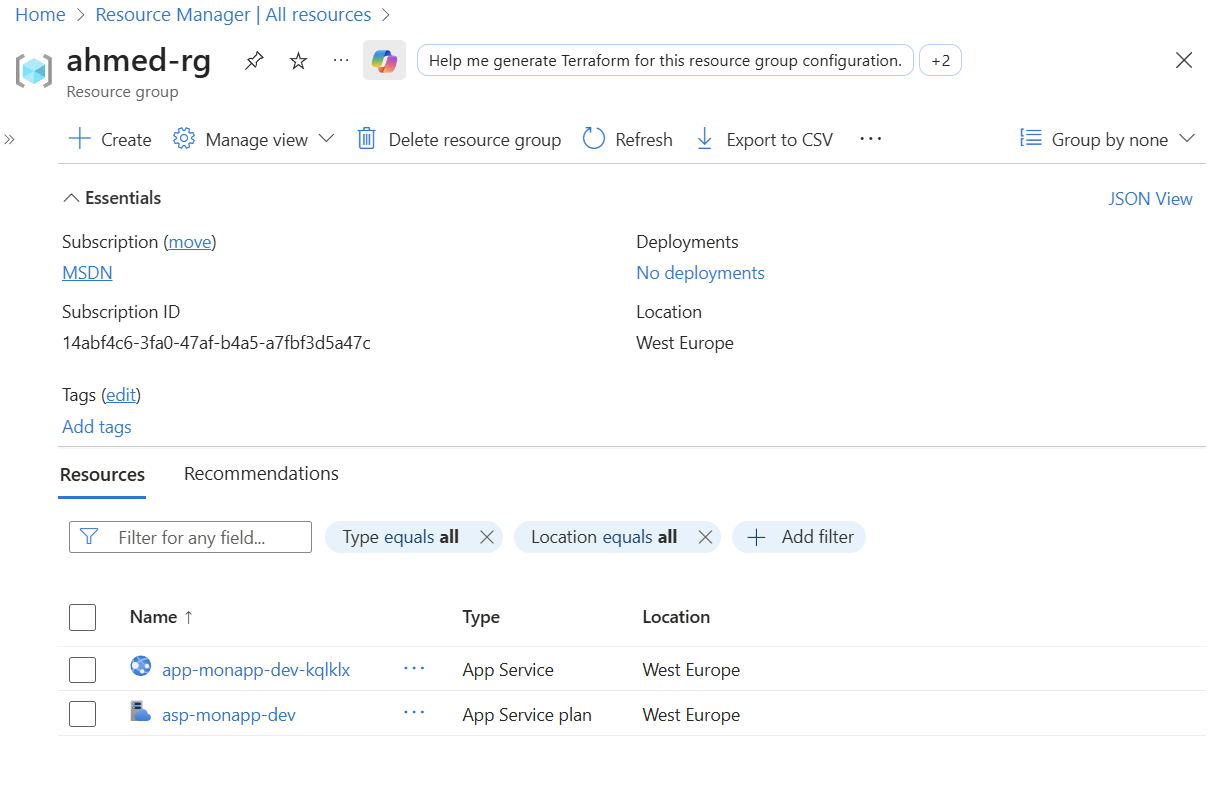 Home > Resource Manager | All resources >
ahmed-rg ... Help me generate Terraform for this resource group configuration. +2
Resource group
Create Manage view Delete resource group Refresh Export to CSV ... Group by none
Essentials JSON View
Subscription (move) Deployments
MSDN No deployments
Subscription ID Location
14abf4c6-3fa0-47af-b4a5-a7fbf3d5a47c West Europe
Tags (edit)
Add tags
Resources Recommendations
Filter for any field... Type equals all Location equals all Add filter
Name ↑ Type Location
app-monapp-dev-kqlklx ... App Service West Europe
asp-monapp-dev ... App Service plan West Europe